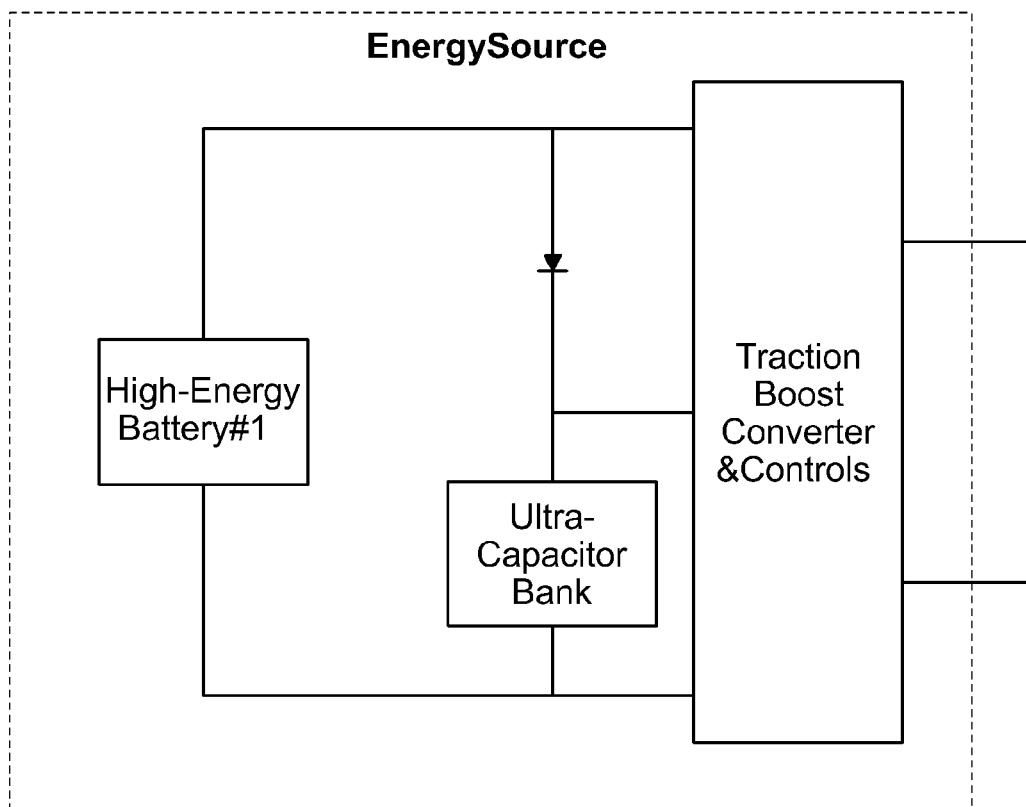 EnergySource
High-Energy
Battery#1
Ultra-
Capacitor
Bank
Traction
Boost
Converter
&Controls